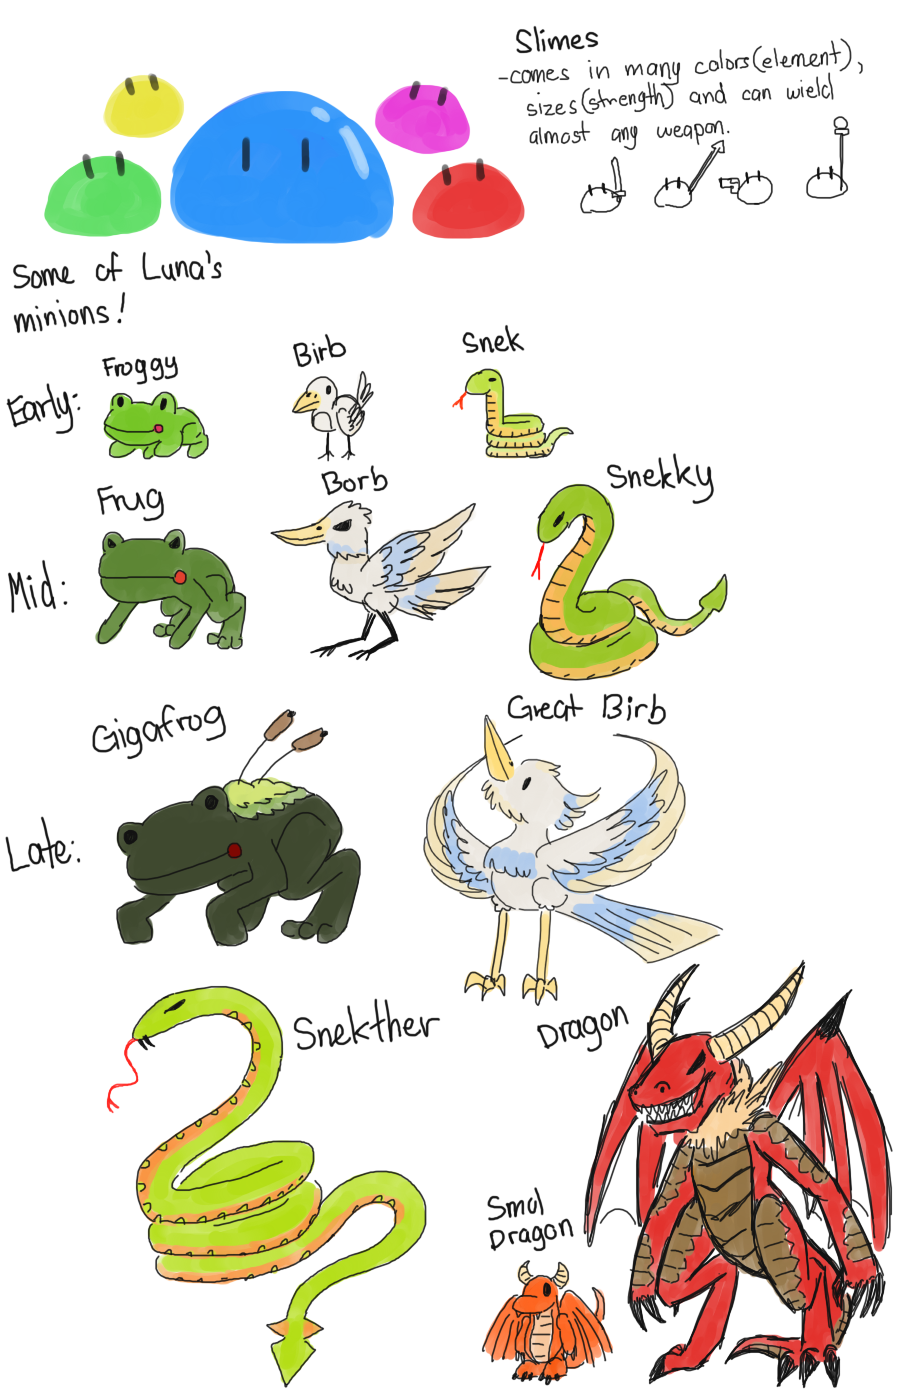 Slimes
-comes in many colors(element),
sizes(strength) and can wield
almost any weapon.
Some of Luna's
minions!
Early:
Froggy
Birb
Snek
Mid:
Frug
Borb
Snekky
Late:
Gigafrog
Great Birb
Snekther
Dragon
Smol
Dragon